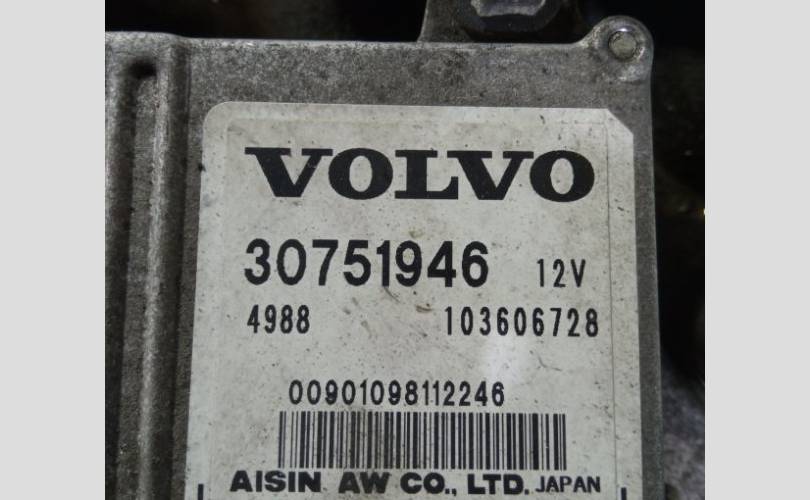 VOLVO
30751946 12V
4988 103606728
00901098112246
AISIN AW CO., LTD. JAPAN